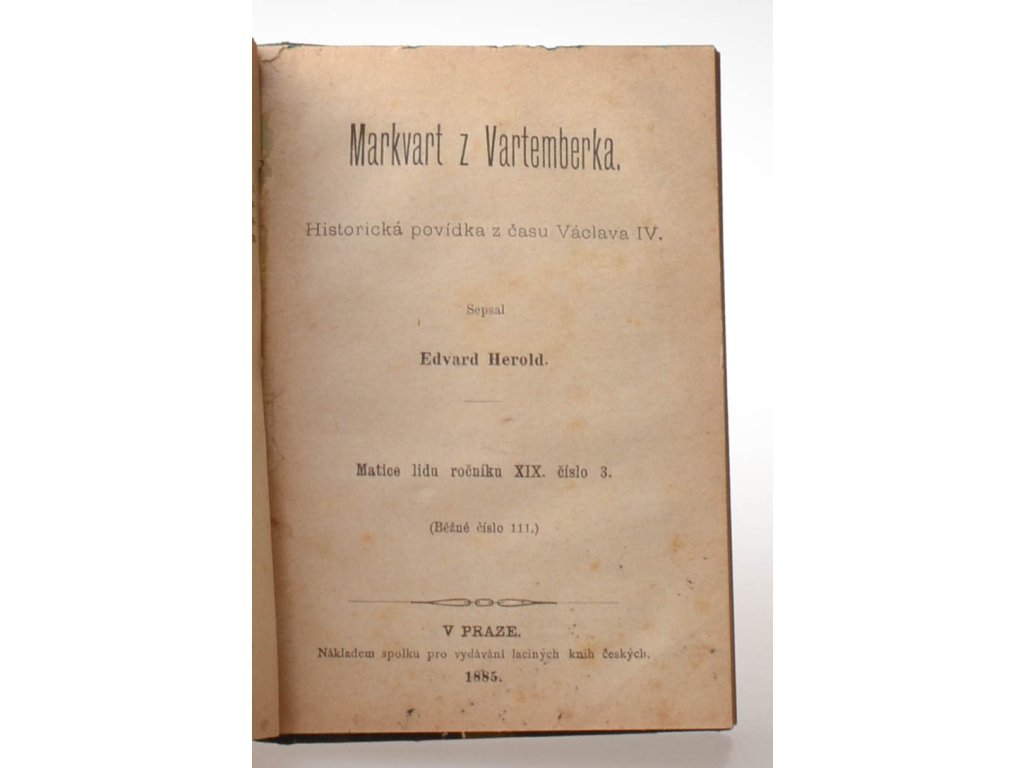 Markvart z Vartemberka.
Historická povídka z času Václava IV.
Sepsal
Edvard Herold.
Matice lidu ročníku XIX. číslo 3.
(Běžné číslo 111.)
V PRAZE.
Nákladem spolku pro vydávání laciných knih českých.
1885.